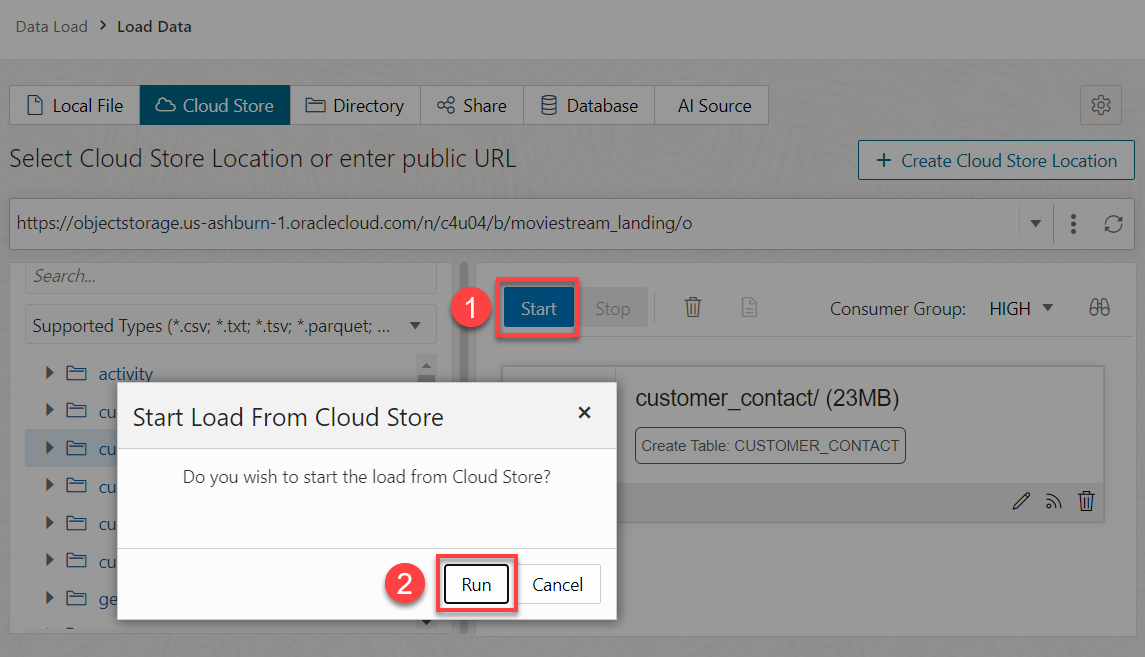 Data Load > Load Data
Local File
Cloud Store
Directory
Share
Database
AI Source
Select Cloud Store Location or enter public URL
+ Create Cloud Store Location
https://objectstorage.us-ashburn-1.oraclecloud.com/n/c4u04/b/moviestream_landing/o
Search...
Supported Types (*.csv; *.txt; *.tsv; *.parquet; ...
activity
cu
cu
cu
cu
cu
ge
1
Start
Stop
Consumer Group: HIGH
customer_contact/ (23MB)
Create Table: CUSTOMER_CONTACT
Start Load From Cloud Store
Do you wish to start the load from Cloud Store?
2
Run
Cancel